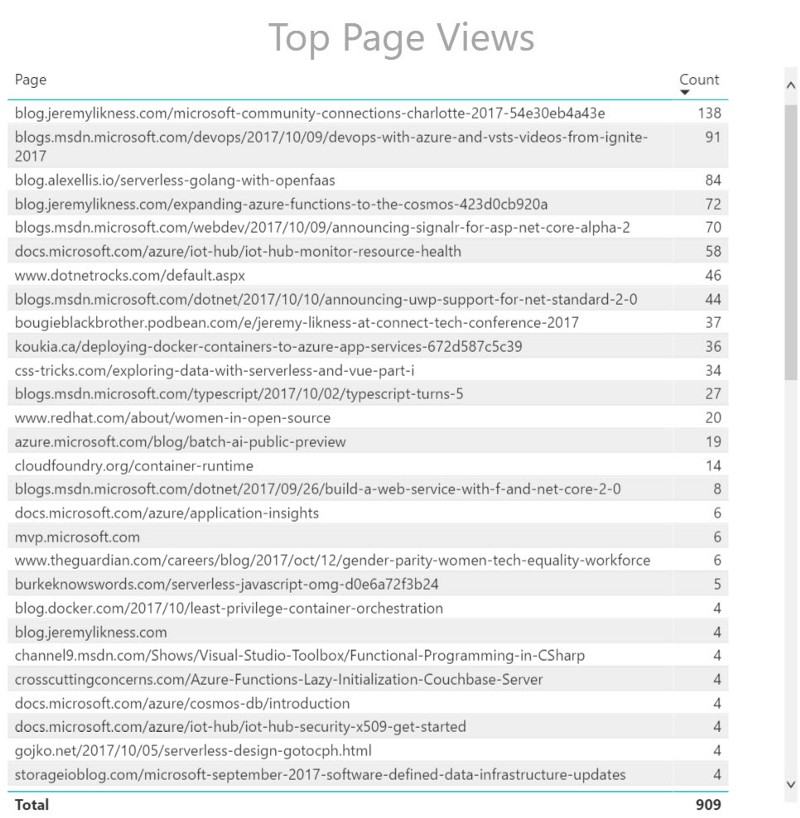 Top Page Views
Page Count
blog.jeremylikness.com/microsoft-community-connections-charlotte-2017-54e30eb4a43e 138
blogs.msdn.microsoft.com/devops/2017/10/09/devops-with-azure-and-vsts-videos-from-ignite- 91
2017
blog.alexellis.io/serverless-golang-with-openfaas 84
blog.jeremylikness.com/expanding-azure-functions-to-the-cosmos-423d0cb920a 72
blogs.msdn.microsoft.com/webdev/2017/10/09/announcing-signalr-for-asp-net-core-alpha-2 70
docs.microsoft.com/azure/iot-hub/iot-hub-monitor-resource-health 58
www.dotnetrocks.com/default.aspx 46
blogs.msdn.microsoft.com/dotnet/2017/10/10/announcing-uwp-support-for-net-standard-2-0 44
bougieblackbrother.podbean.com/e/jeremy-likness-at-connect-tech-conference-2017 37
koukia.ca/deploying-docker-containers-to-azure-app-services-672d587c5c39 36
css-tricks.com/exploring-data-with-serverless-and-vue-part-i 34
blogs.msdn.microsoft.com/typescript/2017/10/02/typescript-turns-5 27
www.redhat.com/about/women-in-open-source 20
azure.microsoft.com/blog/batch-ai-public-preview 19
cloudfoundry.org/container-runtime 14
blogs.msdn.microsoft.com/dotnet/2017/09/26/build-a-web-service-with-f-and-net-core-2-0 8
docs.microsoft.com/azure/application-insights 6
mvp.microsoft.com 6
www.theguardian.com/careers/blog/2017/oct/12/gender-parity-women-tech-equality-workforce 6
burkeknowswords.com/serverless-javascript-omg-d0e6a72f3b24 5
blog.docker.com/2017/10/least-privilege-container-orchestration 4
blog.jeremylikness.com 4
channel9.msdn.com/Shows/Visual-Studio-Toolbox/Functional-Programming-in-CSharp 4
crosscuttingconcerns.com/Azure-Functions-Lazy-Initialization-Couchbase-Server 4
docs.microsoft.com/azure/cosmos-db/introduction 4
docs.microsoft.com/azure/iot-hub/iot-hub-security-x509-get-started 4
gojko.net/2017/10/05/serverless-design-gotocph.html 4
storageioblog.com/microsoft-september-2017-software-defined-data-infrastructure-updates 4
Total 909